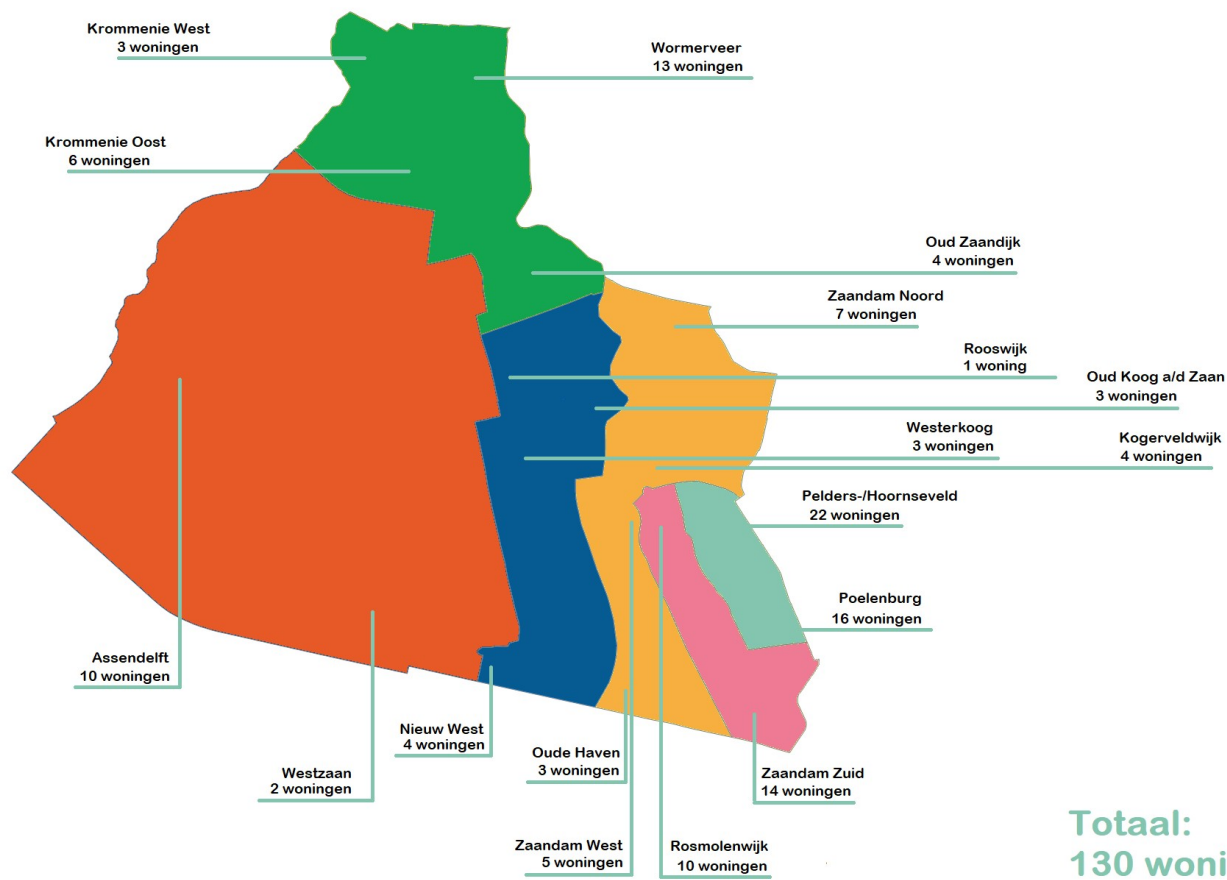 Krommenie West
3 woningen
Wormerveer
13 woningen
Krommenie Oost
6 woningen
Oud Zaandijk
4 woningen
Zaandam Noord
7 woningen
Rooswijk
1 woning
Oud Koog a/d Zaan
3 woningen
Westerkoog
3 woningen
Kogerveldwijk
4 woningen
Pelders-/Hoornseveld
22 woningen
Poelenburg
16 woningen
Assendelft
10 woningen
Nieuw West
4 woningen
Oude Haven
3 woningen
Westzaan
2 woningen
Zaandam Zuid
14 woningen
Zaandam West
5 woningen
Rosmolenwijk
10 woningen
Totaal:
130 woni